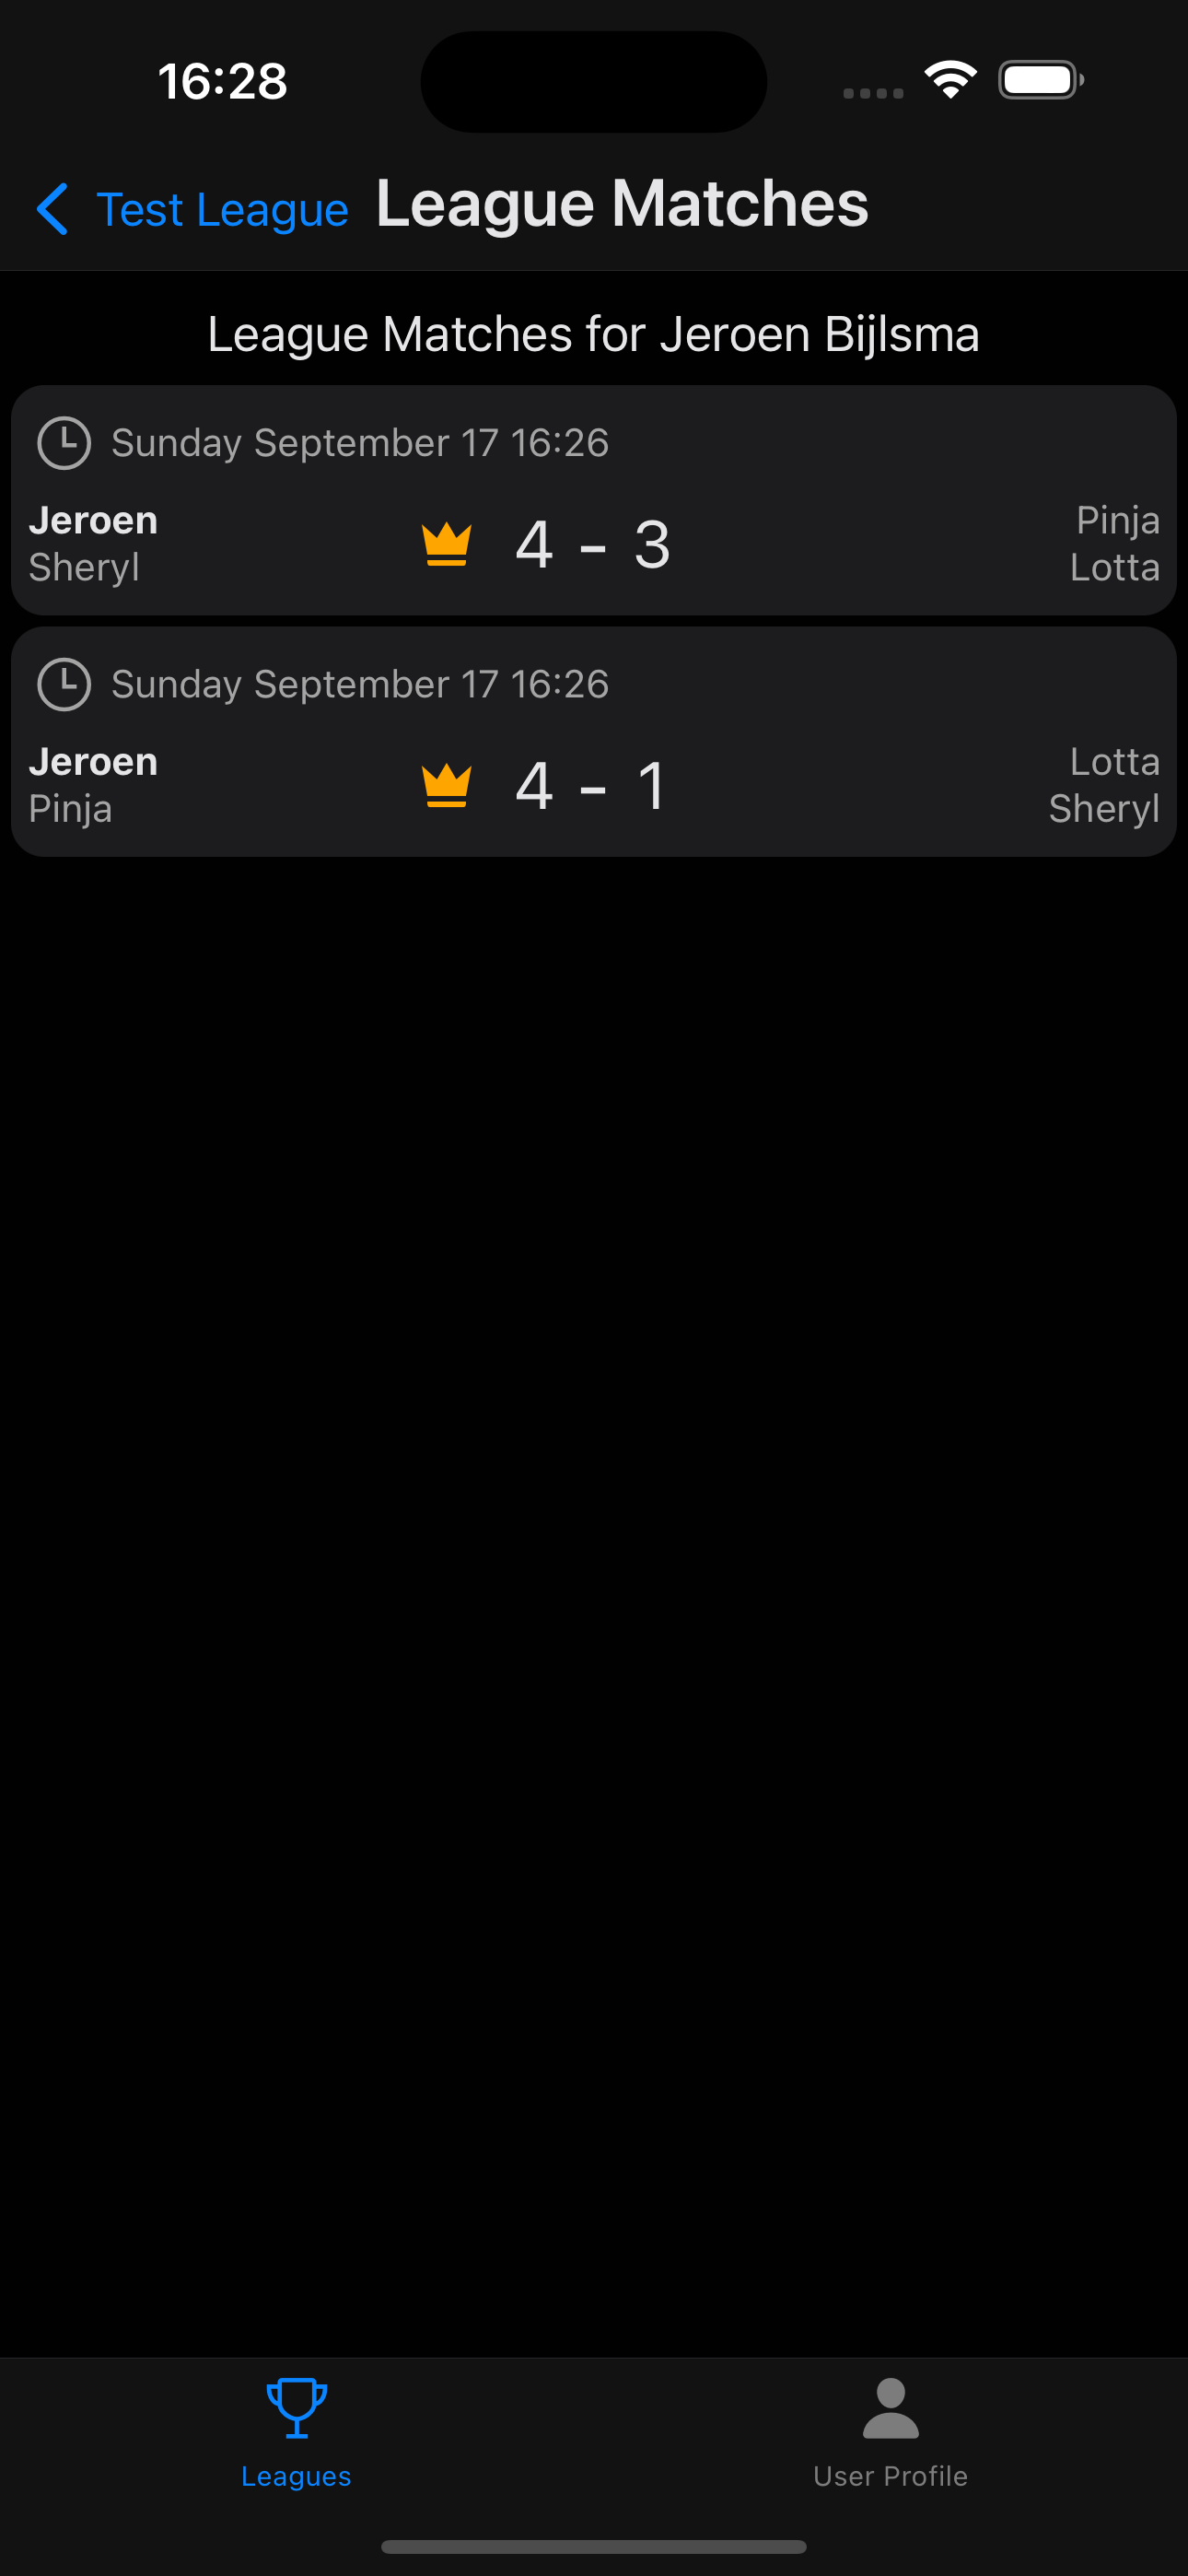 16:28
Test League League Matches
League Matches for Jeroen Bijlsma
Sunday September 17 16:26
Jeroen 4 - 3 Pinja
Sheryl Lotta
Sunday September 17 16:26
Jeroen 4 - 1 Lotta
Pinja Sheryl
Leagues User Profile